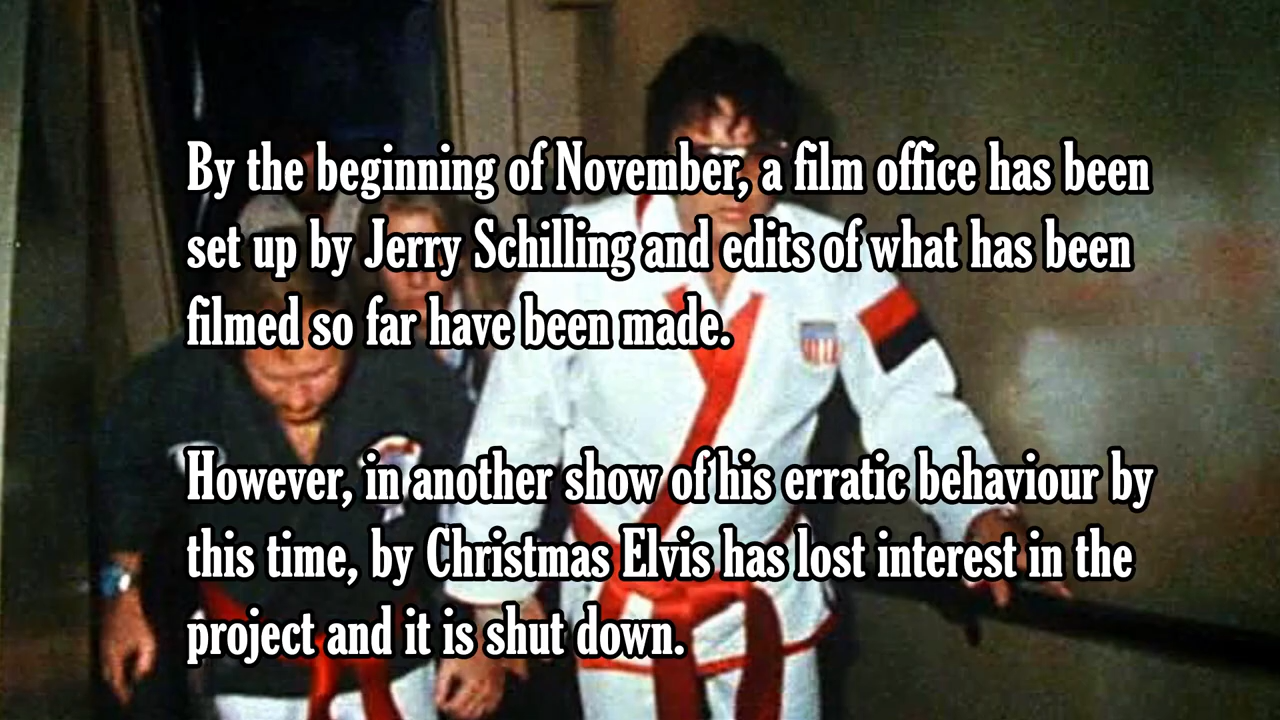 By the beginning of November, a film office has been
set up by Jerry Schilling and edits of what has been
filmed so far have been made.
However, in another show of his erratic behaviour by
this time, by Christmas Elvis has lost interest in the
project and it is shut down.